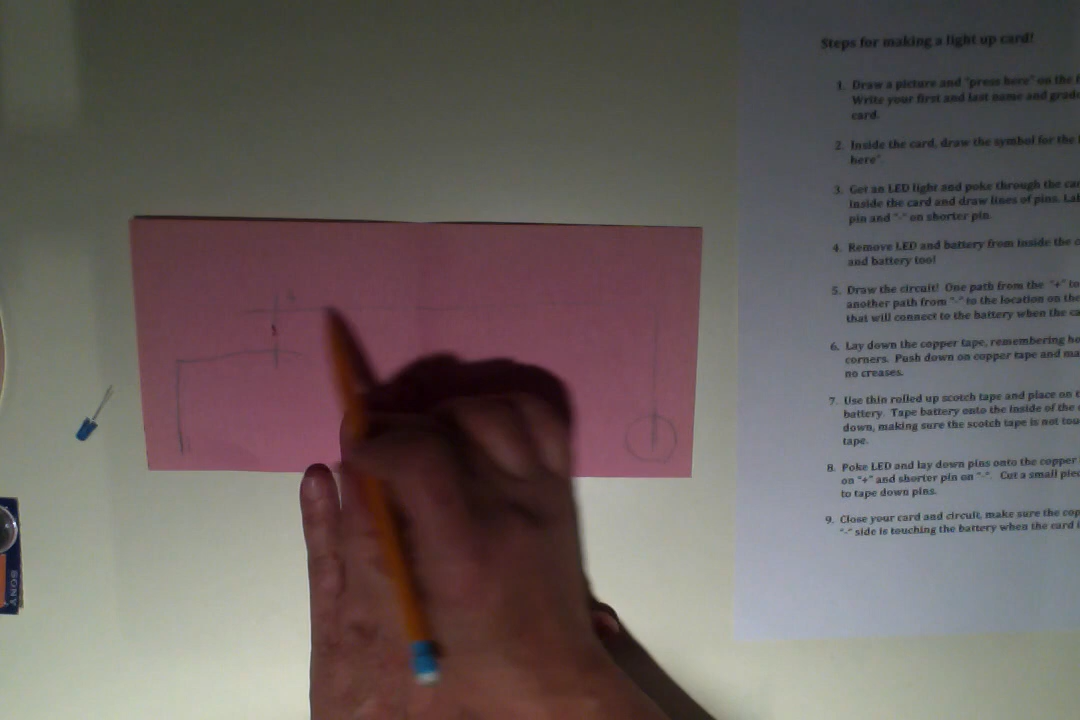 Steps for making a light up card!
1. Draw a picture and "press here" on the
Write your first and last name and grade
card.
2. Inside the card, draw the symbol for the
here".
3. Get an LED light and poke through the
inside the card and draw lines of pins.
pin and "-" on shorter pin.
4. Remove LED and battery from inside the
and battery too!
5. Draw the circuit! One path from the "+" to
another path from "-" to the location on the
that will connect to the battery when the
6. Lay down the copper tape, remembering
corners. Push down on copper tape and
no creases.
7. Use thin rolled up scotch tape and place on
battery. Tape battery onto the inside of the
down, making sure the scotch tape is not
tape.
8. Poke LED and lay down pins onto the copper
on "+" and shorter pin on "-". Cut a small
to tape down pins.
9. Close your card and circuit, make sure the
"-" side is touching the battery when the card
SONY